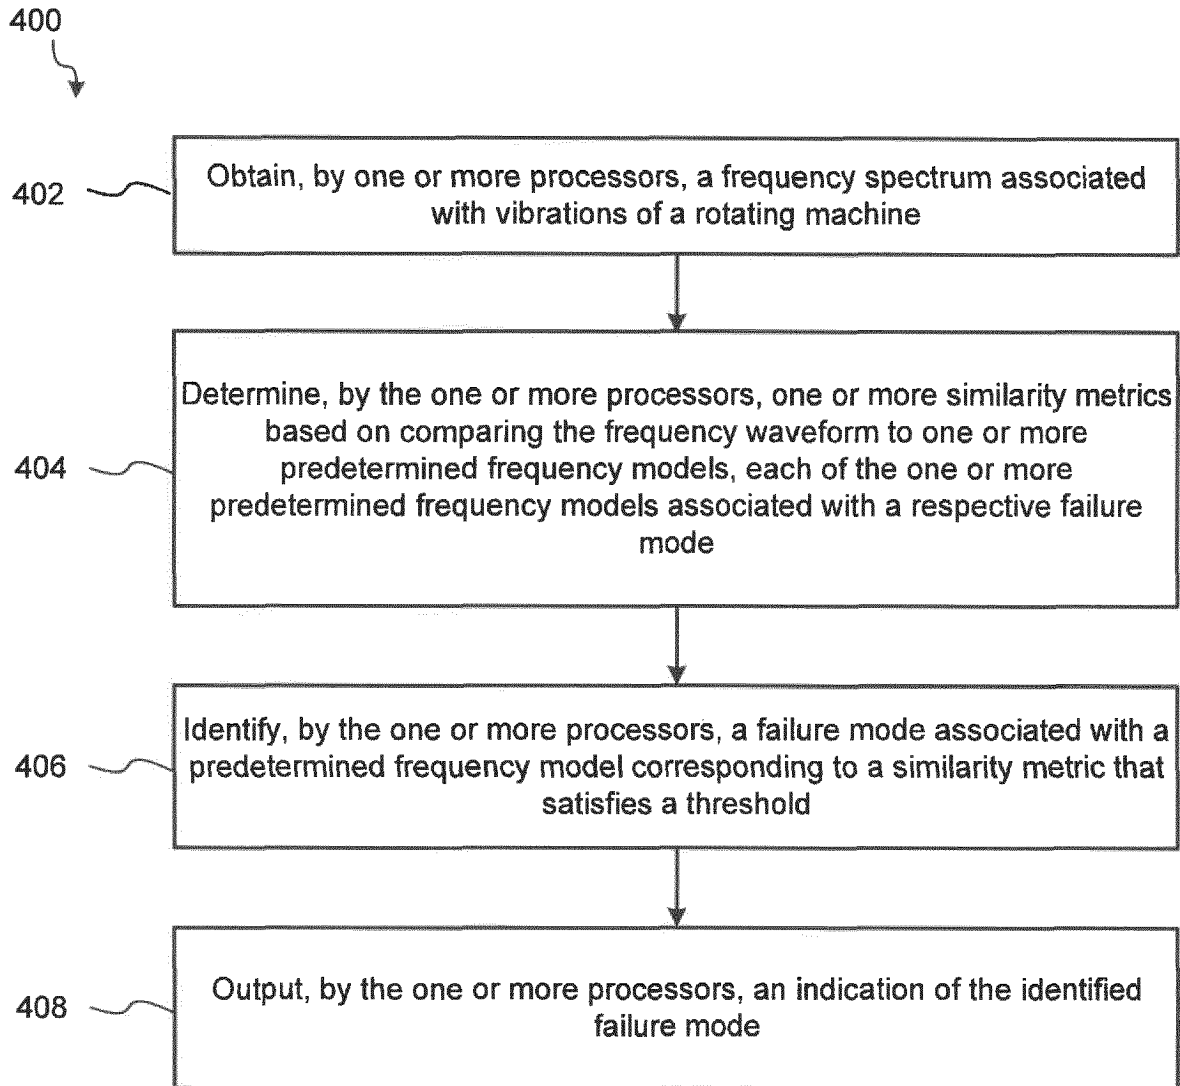 400
402
Obtain, by one or more processors, a frequency spectrum associated
with vibrations of a rotating machine
404
Determine, by the one or more processors, one or more similarity metrics
based on comparing the frequency waveform to one or more
predetermined frequency models, each of the one or more
predetermined frequency models associated with a respective failure
mode
406
Identify, by the one or more processors, a failure mode associated with a
predetermined frequency model corresponding to a similarity metric that
satisfies a threshold
408
Output, by the one or more processors, an indication of the identified
failure mode